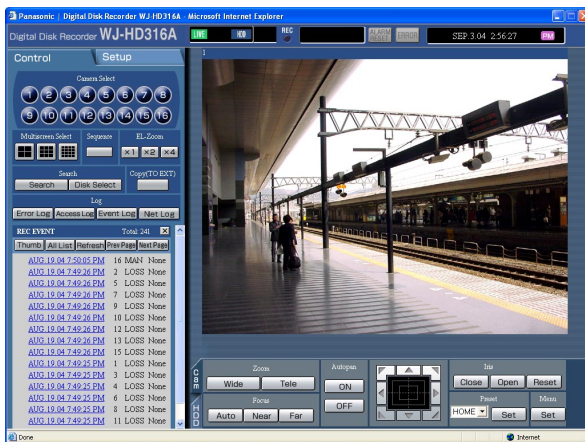 Panasonic | Digital Disk Recorder WJ-HD316A - Microsoft Internet Explorer
Digital Disk Recorder WJ-HD316A
LIVE HDD REC ALARM RESET ERROR SEP. 3.04 2:56:27 PM
Control Setup
1
Camera Select
1 2 3 4 5 6 7 8
9 10 11 12 13 14 15 16
Multiscreen Select Sequence EL-Zoom
×1 ×2 ×4
Search Copy(TO EXT)
Search Disk Select
Log
Error Log Access Log Event Log Net Log
REC EVENT Total: 241
Thumb All List Refresh Prev Page Next Page
AUG.19.04 7:50:05 PM 16 MAN None
AUG.19.04 7:49:26 PM 2 LOSS None
AUG.19.04 7:49:26 PM 5 LOSS None
AUG.19.04 7:49:26 PM 7 LOSS None
AUG.19.04 7:49:26 PM 9 LOSS None
AUG.19.04 7:49:26 PM 10 LOSS None
AUG.19.04 7:49:26 PM 12 LOSS None
AUG.19.04 7:49:26 PM 13 LOSS None
AUG.19.04 7:49:26 PM 15 LOSS None
AUG.19.04 7:49:25 PM 1 LOSS None
AUG.19.04 7:49:25 PM 3 LOSS None
AUG.19.04 7:49:25 PM 4 LOSS None
AUG.19.04 7:49:25 PM 6 LOSS None
AUG.19.04 7:49:25 PM 8 LOSS None
AUG.19.04 7:49:25 PM 11 LOSS None
Cam
HDD
Zoom
Wide Tele
Focus
Auto Near Far
Autopan
ON
OFF
Iris
Close Open Reset
Preset Menu
HOME Set Set
Done Internet